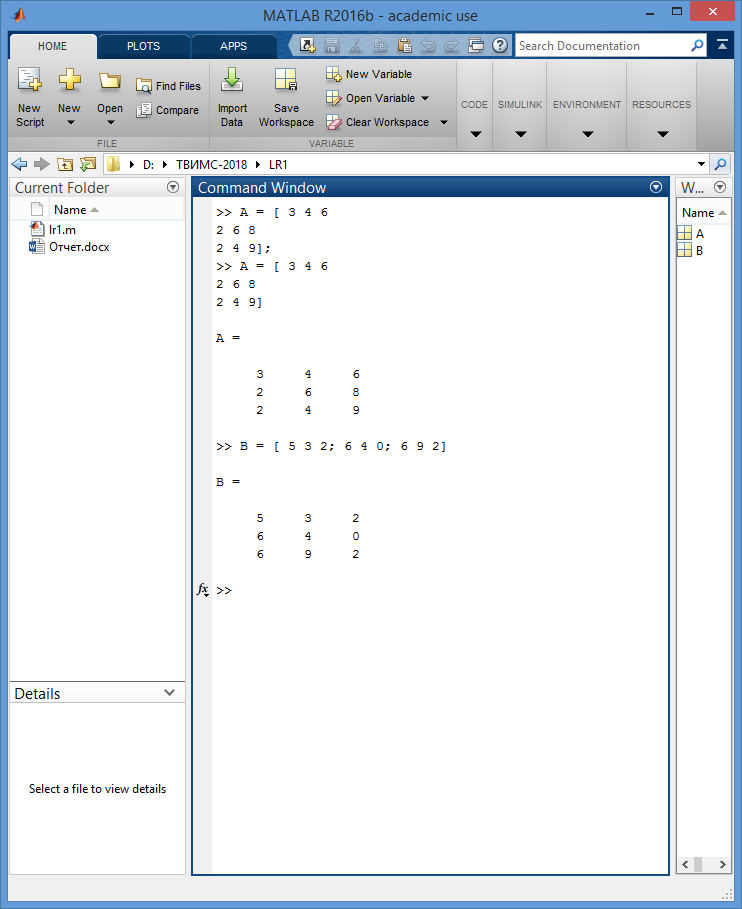 MATLAB R2016b - academic use
HOME PLOTS APPS Search Documentation
New Script
New
Open
Find Files
Compare
FILE
Import Data
Save Workspace
New Variable
Open Variable
Clear Workspace
VARIABLE
CODE
SIMULINK
ENVIRONMENT
RESOURCES
D: ТВИМС-2018 LR1
Current Folder
Name
lr1.m
Отчет.docx
Details
Select a file to view details
Command Window
>> A = [ 3 4 6
2 6 8
2 4 9];
>> A = [ 3 4 6
2 6 8
2 4 9]
A =
3 4 6
2 6 8
2 4 9
>> B = [ 5 3 2; 6 4 0; 6 9 2]
B =
5 3 2
6 4 0
6 9 2
fx >>
W...
Name
A
B